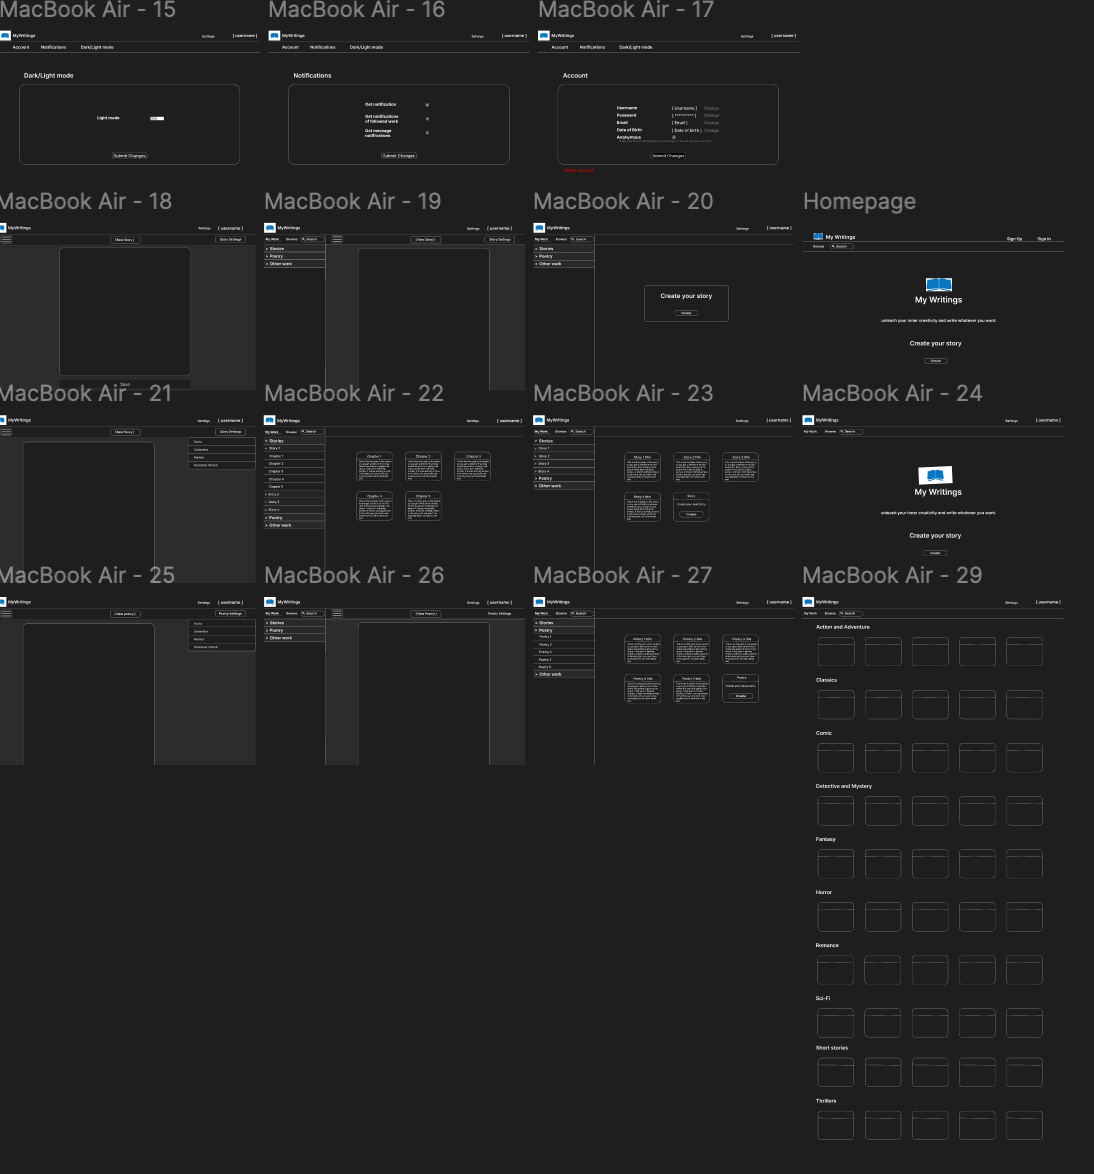 MacBook Air - 15
MyWritings
Settings
[ username ]
Account Notifications Dark/Light mode
Dark/Light mode
Light mode
Submit Changes
MacBook Air - 16
MyWritings
Settings
[ username ]
Account Notifications Dark/Light mode
Notifications
Get notification
Get notifications
of followed work
Get message
notifications
Submit Changes
MacBook Air - 17
MyWritings
Settings
[ username ]
Account Notifications Dark/Light mode
Account
Username [ Username ] Change
Password [ ********* ] Change
Email [ Email ] Change
Date of Birth [ Date of Birth ] Change
Anonymous
Submit Changes
Delete account
MacBook Air - 18
MyWritings
Settings
[ username ]
[ New Story ]
Story Settings
Save
MacBook Air - 19
MyWritings
Settings
[ username ]
My Work Browse Search
[ New Story ]
Story Settings
> Stories
> Poetry
> Other work
MacBook Air - 20
MyWritings
Settings
[ username ]
My Work Browse Search
> Stories
> Poetry
> Other work
Create your story
Create
Homepage
My Writings
Sign Up
Sign In
Browse Search
My Writings
unleash your inner creativity and write whatever you want.
Create your story
Create
MacBook Air - 21
MyWritings
Settings
[ username ]
[ New Story ]
Story Settings
Grammar Check
MacBook Air - 22
MyWritings
Settings
[ username ]
My Work Browse Search
Stories
Story 1
Chapter 1
Chapter 2
Chapter 3
Chapter 4
Chapter 5
Story 2
Story 3
Story 4
> Poetry
> Other work
Chapter 1
Chapter 2
Chapter 3
Chapter 4
Chapter 5
MacBook Air - 23
MyWritings
Settings
[ username ]
My Work Browse Search
Stories
Story 1
Story 2
Story 3
Story 4
> Poetry
> Other work
Story 1 title
Story 2 title
Story 3 title
Story 4 title
Story
Create your next story
Create
MacBook Air - 24
MyWritings
Settings
[ username ]
My Work Browse Search
My Writings
unleash your inner creativity and write whatever you want.
Create your story
Create
MacBook Air - 25
MyWritings
Settings
[ username ]
[ New poetry ]
Poetry Settings
Grammar Check
MacBook Air - 26
MyWritings
Settings
[ username ]
My Work Browse Search
[ New Poetry ]
Poetry Settings
> Stories
> Poetry
> Other work
MacBook Air - 27
MyWritings
Settings
[ username ]
My Work Browse Search
> Stories
Poetry
Poetry 1
Poetry 2
Poetry 3
Poetry 4
Poetry 5
> Other work
Poetry 1 title
Poetry 2 title
Poetry 3 title
Poetry 4 title
Poetry 5 title
Poetry
Create your next poetry
Create
MacBook Air - 29
MyWritings
Settings
[ username ]
My Work Browse Search
Action and Adventure
Classics
Comic
Detective and Mystery
Fantasy
Horror
Romance
Sci-Fi
Short stories
Thrillers